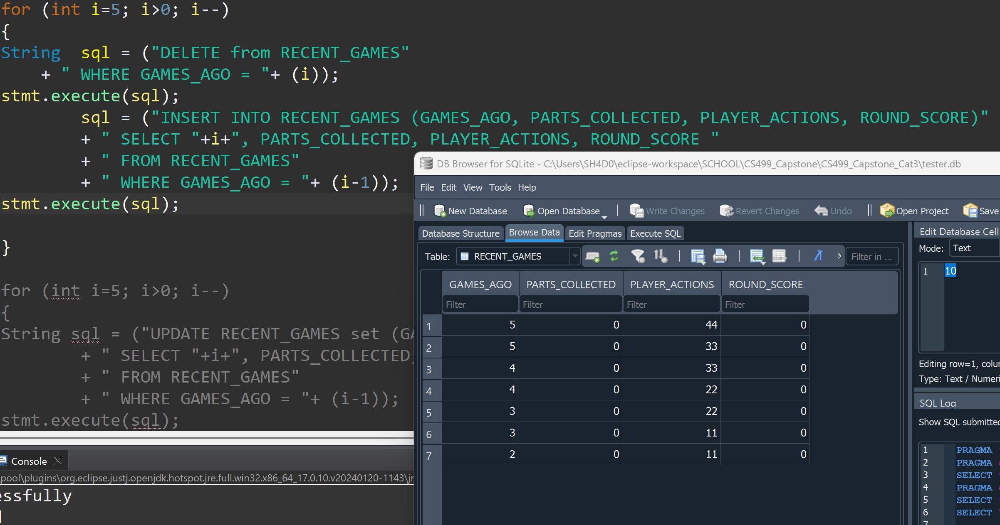 for (int i=5; i>0; i--)
{
String  sql = ("DELETE from RECENT_GAMES"
    + " WHERE GAMES_AGO = "+ (i));
stmt.execute(sql);
        sql = ("INSERT INTO RECENT_GAMES (GAMES_AGO, PARTS_COLLECTED, PLAYER_ACTIONS, ROUND_SCORE)"
        + " SELECT "+i+", PARTS_COLLECTED, PLAYER_ACTIONS, ROUND_SCORE "
        + " FROM RECENT_GAMES"
        + " WHERE GAMES_AGO = "+ (i-1));
stmt.execute(sql);
}
for (int i=5; i>0; i--)
{
String sql = ("UPDATE RECENT_GAMES set (GA
        + " SELECT "+i+", PARTS_COLLECTED,
        + " FROM RECENT_GAMES"
        + " WHERE GAMES_AGO = "+ (i-1));
stmt.execute(sql);
Console
pool\plugins\org.eclipse.justj.openjdk.hotspot.jre.full.win32.x86_64_17.0.10.v20240120-1143\jr
essfully
DB Browser for SQLite - C:\Users\SH4D0\eclipse-workspace\SCHOOL\CS499_Capstone\CS499_Capstone_Cat3\tester.db
File Edit View Tools Help
New Database Open Database Write Changes Revert Changes Undo Open Project Save
Database Structure Browse Data Edit Pragmas Execute SQL
Table: RECENT_GAMES Filter in ...
GAMES_AGO PARTS_COLLECTED PLAYER_ACTIONS ROUND_SCORE
Filter Filter Filter Filter
1 5 0 44 0
2 5 0 33 0
3 4 0 33 0
4 4 0 22 0
5 3 0 22 0
6 3 0 11 0
7 2 0 11 0
Edit Database Cell
Mode: Text
1 10
Editing row=1, colu
Type: Text / Numeri
SQL Log
Show SQL submitted
1 PRAGMA
2 PRAGMA
3 SELECT
4 PRAGMA
5 SELECT
6 SELECT
7